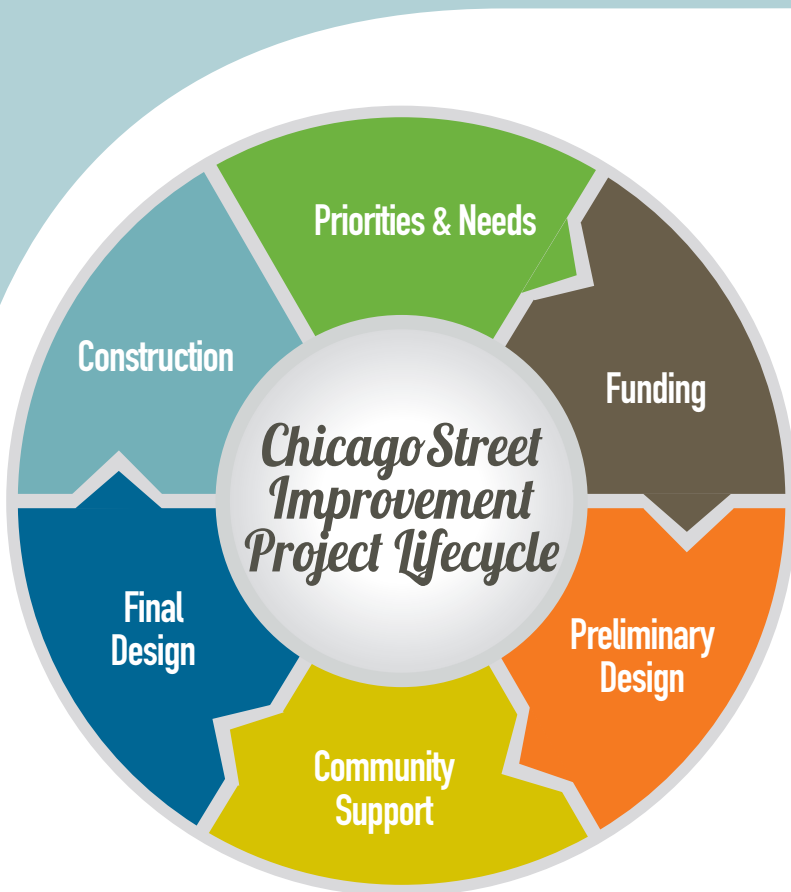 Priorities & Needs
Funding
Preliminary
Design
Community
Support
Final
Design
Construction
Chicago Street
Improvement
Project Lifecycle